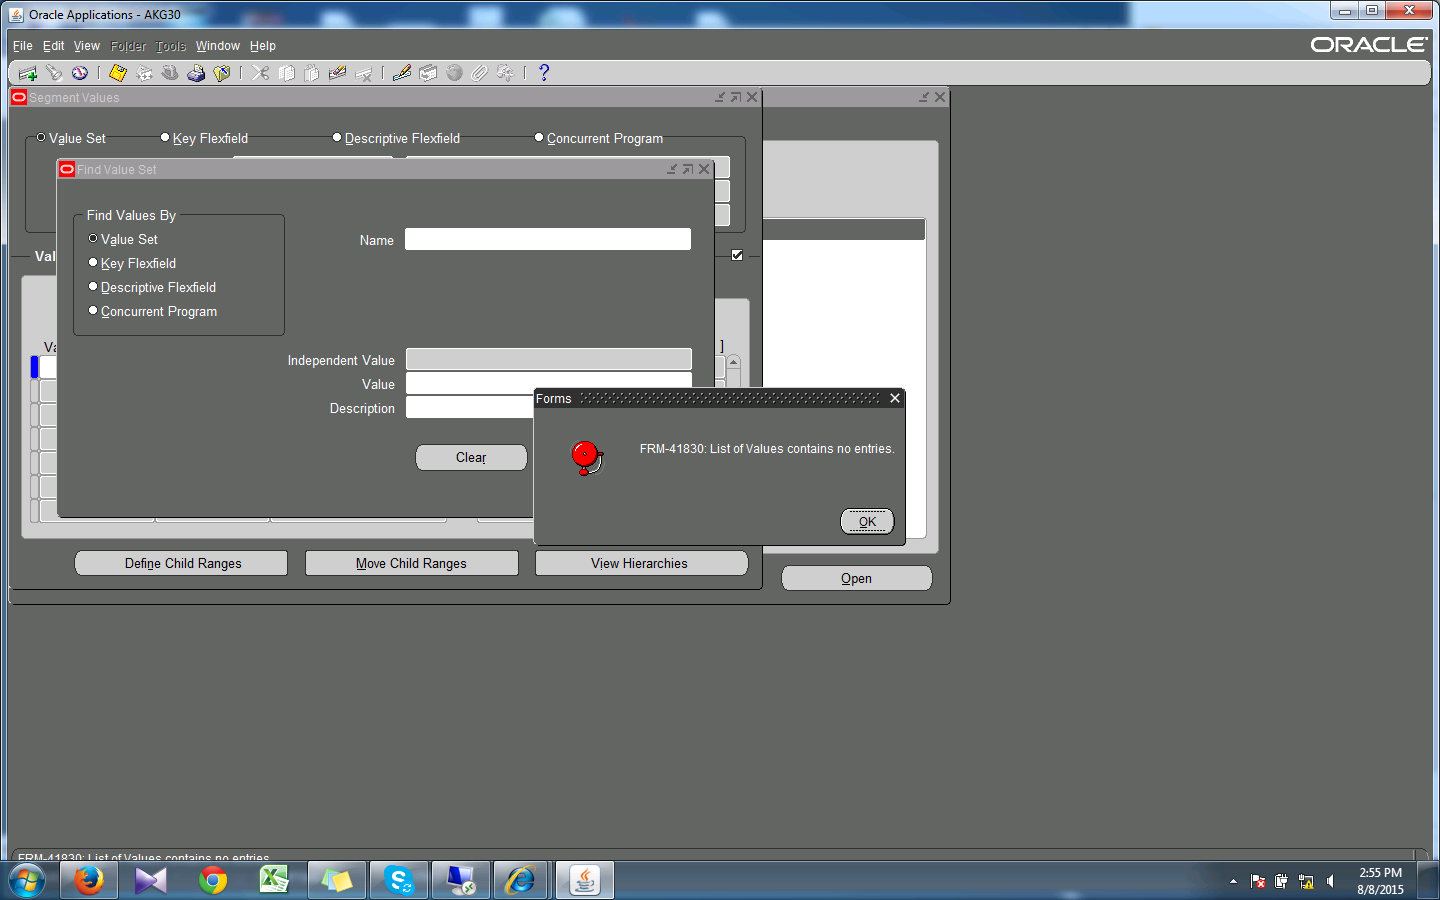 Oracle Applications - AKG30
File Edit View Folder Tools Window Help
ORACLE
Segment Values
Value Set Key Flexfield Descriptive Flexfield Concurrent Program
Find Value Set
Find Values By
Value Set
Key Flexfield
Descriptive Flexfield
Concurrent Program
Name
Val
Va
]
Independent Value
Value
Description
Clear
Forms
FRM-41830: List of Values contains no entries.
OK
Define Child Ranges Move Child Ranges View Hierarchies
Open
FRM-41830: List of Values contains no entries
2:55 PM
8/8/2015